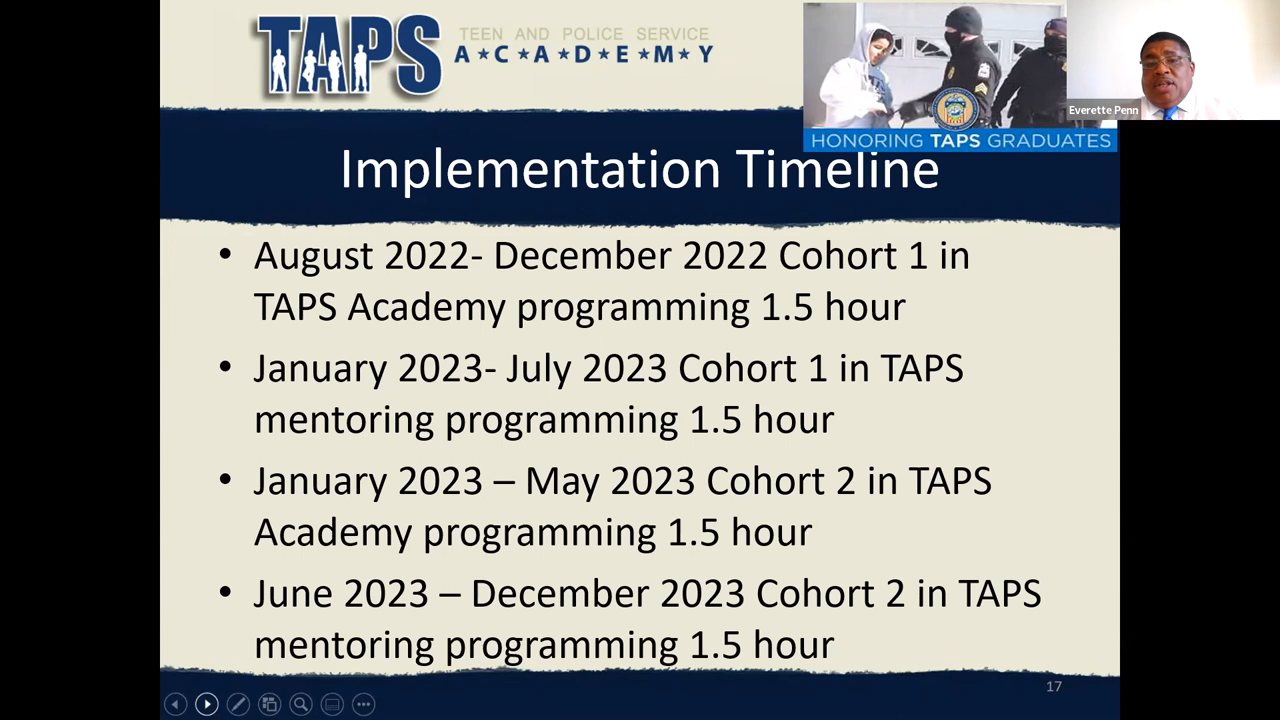 TAPS
TEEN AND POLICE SERVICE
A★C★A★D★E★M★Y
HONORING TAPS GRADUATES
Everette Penn
Implementation Timeline
• August 2022- December 2022 Cohort 1 in
TAPS Academy programming 1.5 hour
• January 2023- July 2023 Cohort 1 in TAPS
mentoring programming 1.5 hour
• January 2023 – May 2023 Cohort 2 in TAPS
Academy programming 1.5 hour
• June 2023 – December 2023 Cohort 2 in TAPS
mentoring programming 1.5 hour
17